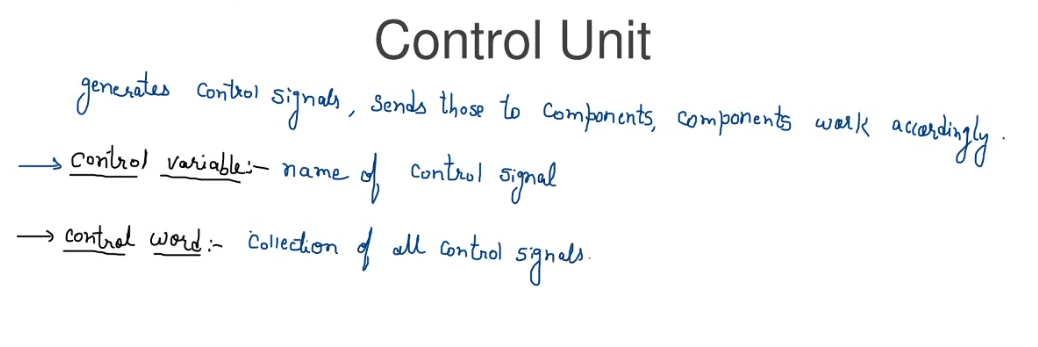 Control Unit
generates control signals, sends those to components, components work accordingly.
→ control variable:- name of control signal
→ control word:- collection of all control signals.